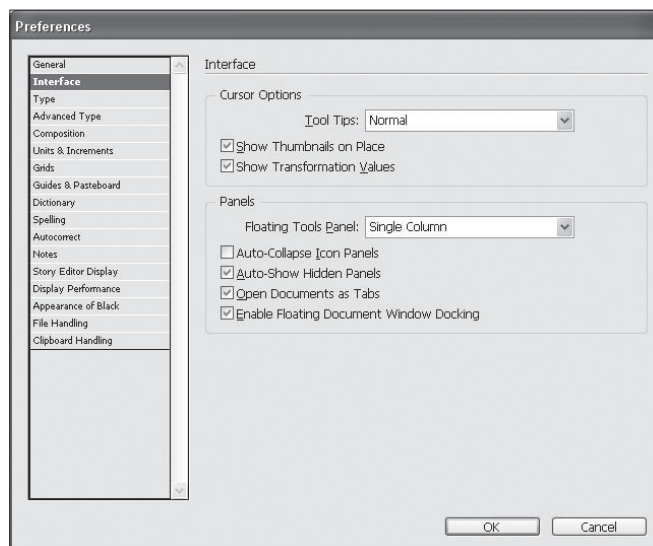 Preferences
General
Interface
Type
Advanced Type
Composition
Units & Increments
Grids
Guides & Pasteboard
Dictionary
Spelling
Autocorrect
Notes
Story Editor Display
Display Performance
Appearance of Black
File Handling
Clipboard Handling
Interface
Cursor Options
Tool Tips: Normal
Show Thumbnails on Place
Show Transformation Values
Panels
Floating Tools Panel: Single Column
Auto-Collapse Icon Panels
Auto-Show Hidden Panels
Open Documents as Tabs
Enable Floating Document Window Docking
OK Cancel